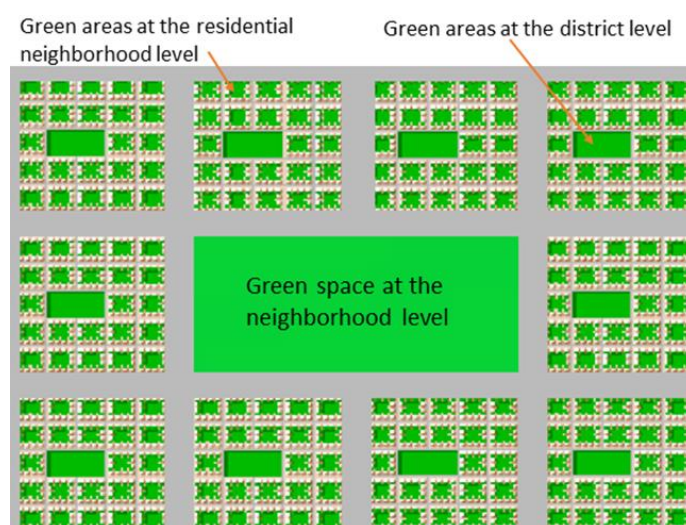 Green areas at the residential
neighborhood level
Green areas at the district level
Green space at the
neighborhood level